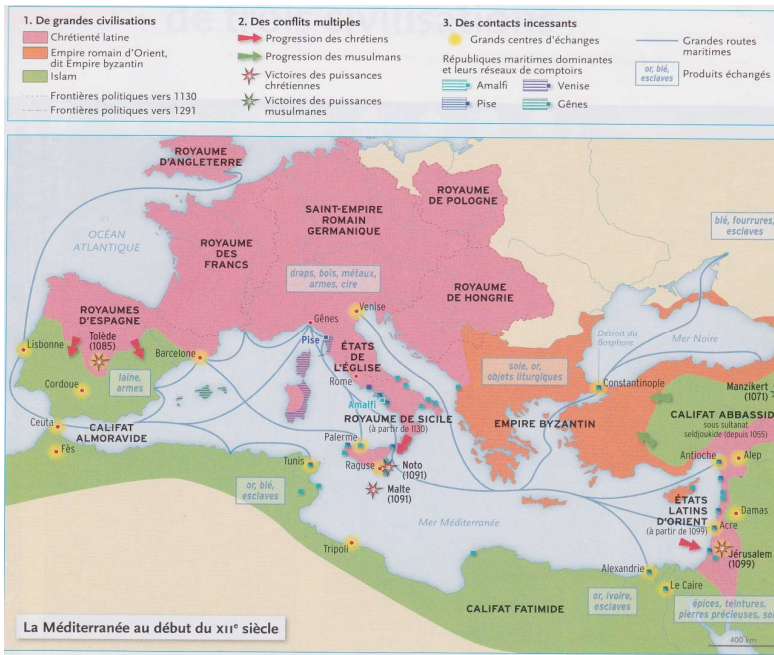 1. De grandes civilisations
Chrétienté latine
Empire romain d'Orient,
dit Empire byzantin
Islam
Frontières politiques vers 1130
Frontières politiques vers 1291
2. Des conflits multiples
Progression des chrétiens
Progression des musulmans
Victoires des puissances
chrétiennes
Victoires des puissances
musulmanes
3. Des contacts incessants
Grands centres d'échanges
Républiques maritimes dominantes
et leurs réseaux de comptoirs
Amalfi
Venise
Pise
Gênes
Grandes routes
maritimes
or, blé,
esclaves
Produits échangés
ROYAUME
D'ANGLETERRE
ROYAUME
DE POLOGNE
SAINT-EMPIRE
ROMAIN
GERMANIQUE
OCÉAN
ATLANTIQUE
ROYAUME
DES
FRANCS
blé, fourrures,
esclaves
draps, bois, métaux,
armes, cire
ROYAUME
DE HONGRIE
Venise
ROYAUMES
D'ESPAGNE
Gênes
Tolède
(1085)
Lisbonne
Barcelone
Pise
ÉTATS
DE L'ÉGLISE
Détroit du
Bosphore
Mer Noire
soie, or,
objets liturgiques
laine,
armes
Rome
Constantinople
Manzikert
(1071)
Cordoue
Amalfi
ROYAUME DE SICILE
(à partir de 1130)
EMPIRE BYZANTIN
CALIFAT ABBASSID
sous sultanat
seldjoukide (depuis 1055)
Ceuta
CALIFAT
ALMORAVIDE
Fès
Palerme
Tunis
Raguse
Noto
(1091)
Malte
(1091)
Antioche
Alep
or, blé,
esclaves
ÉTATS
LATINS
D'ORIENT
(à partir de 1099)
Damas
Acre
Mer Méditerranée
Tripoli
Jérusalem
(1099)
Alexandrie
Le Caire
or, ivoire,
esclaves
épices, teintures,
pierres précieuses,
CALIFAT FATIMIDE
La Méditerranée au début du XIIe siècle
400 km